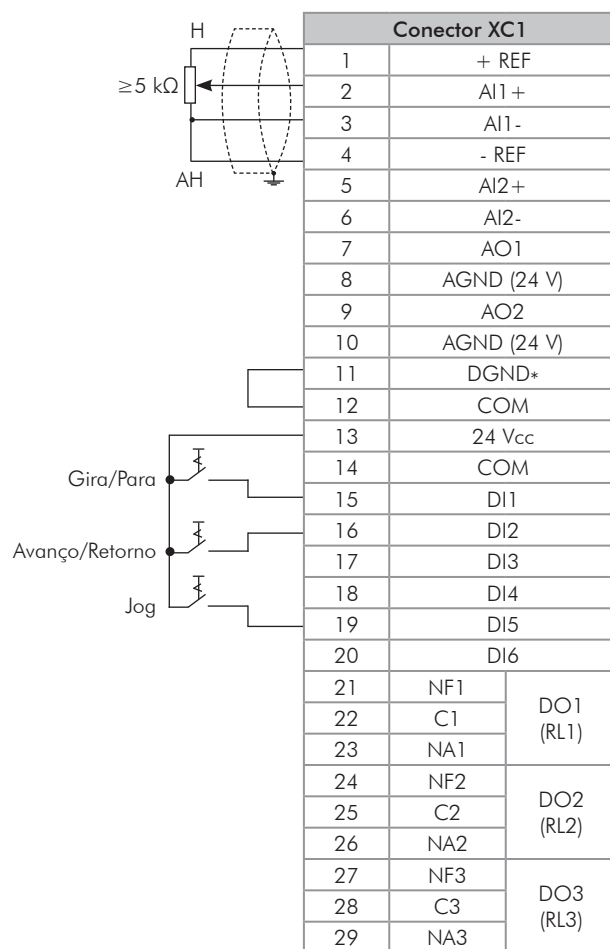 H
≥5 kΩ
AH
Conector XC1
1 + REF
2 AI1+
3 AI1-
4 - REF
5 AI2+
6 AI2-
7 AO1
8 AGND (24 V)
9 AO2
10 AGND (24 V)
11 DGND*
12 COM
13 24 Vcc
14 COM
Gira/Para
15 DI1
16 DI2
Avanço/Retorno
17 DI3
18 DI4
Jog
19 DI5
20 DI6
21 NF1
22 C1
23 NA1
DO1
(RL1)
24 NF2
25 C2
26 NA2
DO2
(RL2)
27 NF3
28 C3
29 NA3
DO3
(RL3)